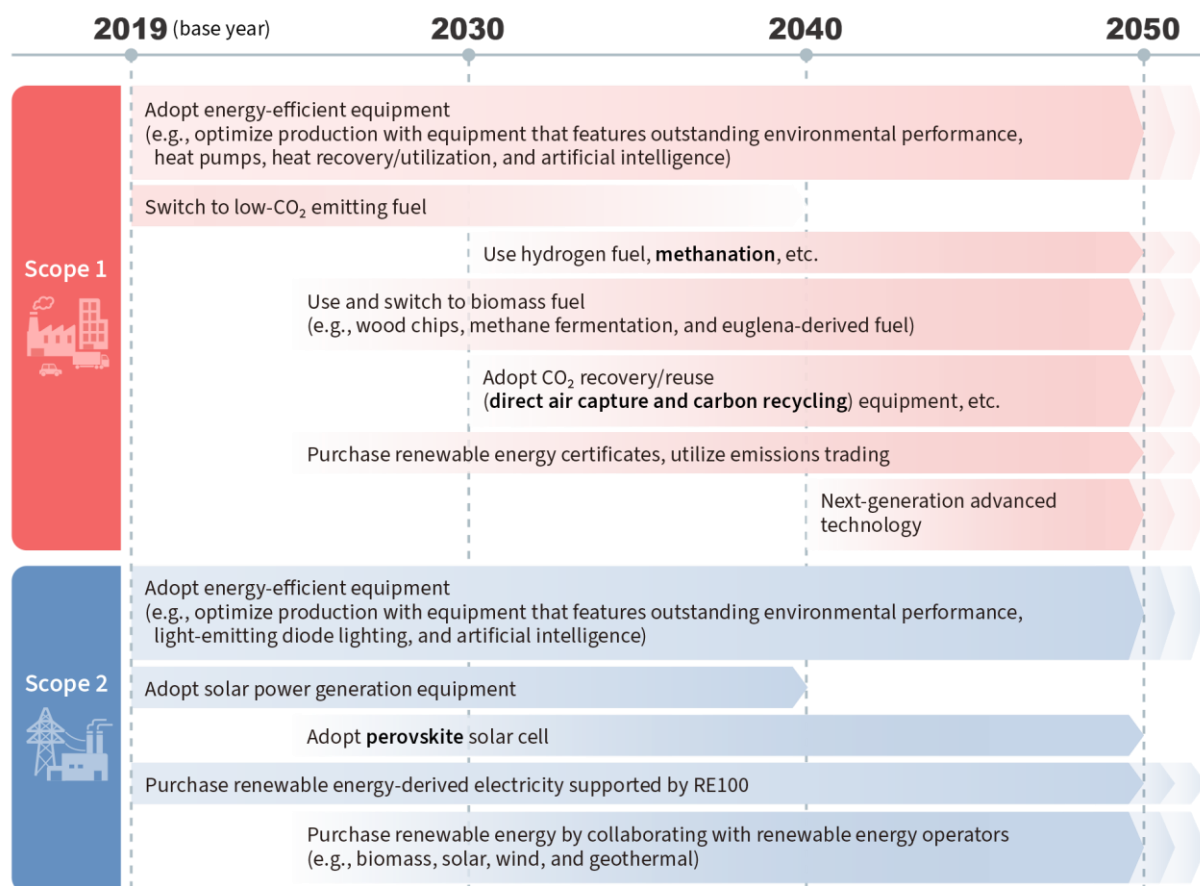 2019 (base year) 2030 2040 2050
Scope 1
Adopt energy-efficient equipment
(e.g., optimize production with equipment that features outstanding environmental performance,
heat pumps, heat recovery/utilization, and artificial intelligence)
Switch to low-CO₂ emitting fuel
Use hydrogen fuel, methanation, etc.
Use and switch to biomass fuel
(e.g., wood chips, methane fermentation, and euglena-derived fuel)
Adopt CO₂ recovery/reuse
(direct air capture and carbon recycling) equipment, etc.
Purchase renewable energy certificates, utilize emissions trading
Next-generation advanced
technology
Scope 2
Adopt energy-efficient equipment
(e.g., optimize production with equipment that features outstanding environmental performance,
light-emitting diode lighting, and artificial intelligence)
Adopt solar power generation equipment
Adopt perovskite solar cell
Purchase renewable energy-derived electricity supported by RE100
Purchase renewable energy by collaborating with renewable energy operators
(e.g., biomass, solar, wind, and geothermal)